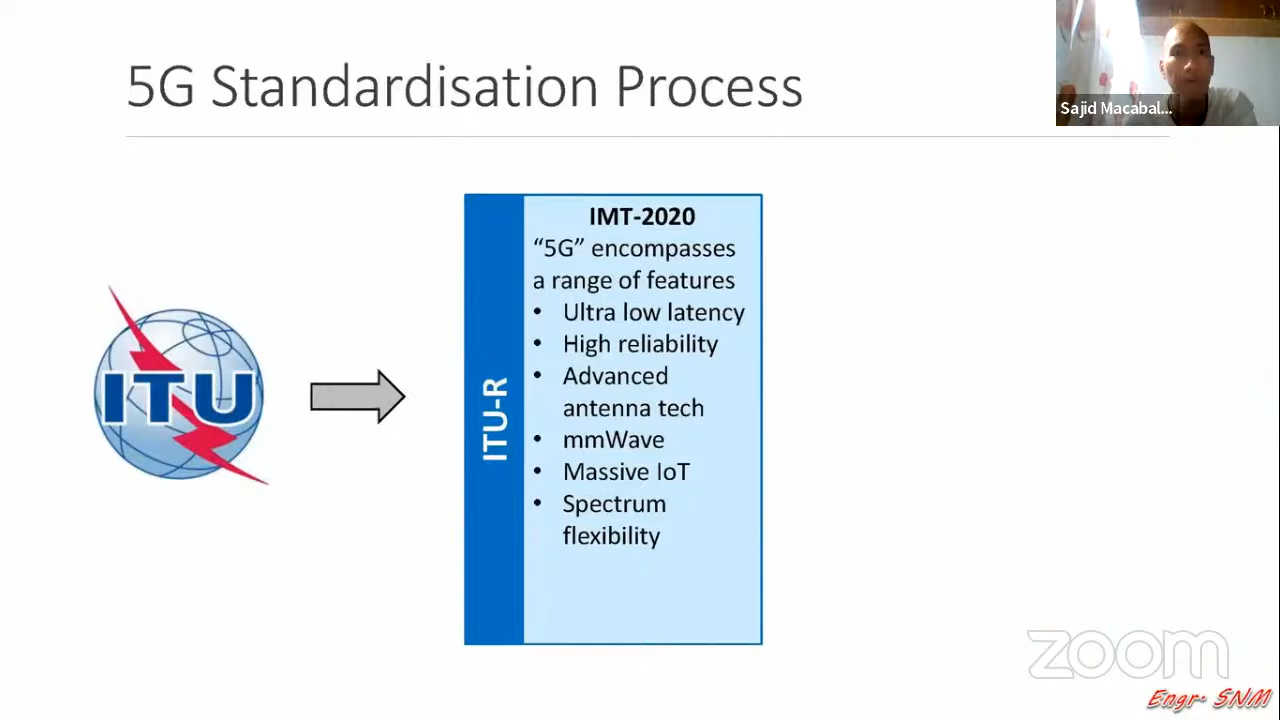 5G Standardisation Process
Sajid Macabal...
ITU
ITU-R
IMT-2020
“5G” encompasses
a range of features
• Ultra low latency
• High reliability
• Advanced
antenna tech
• mmWave
• Massive IoT
• Spectrum
flexibility
zoom
Engr. SNM